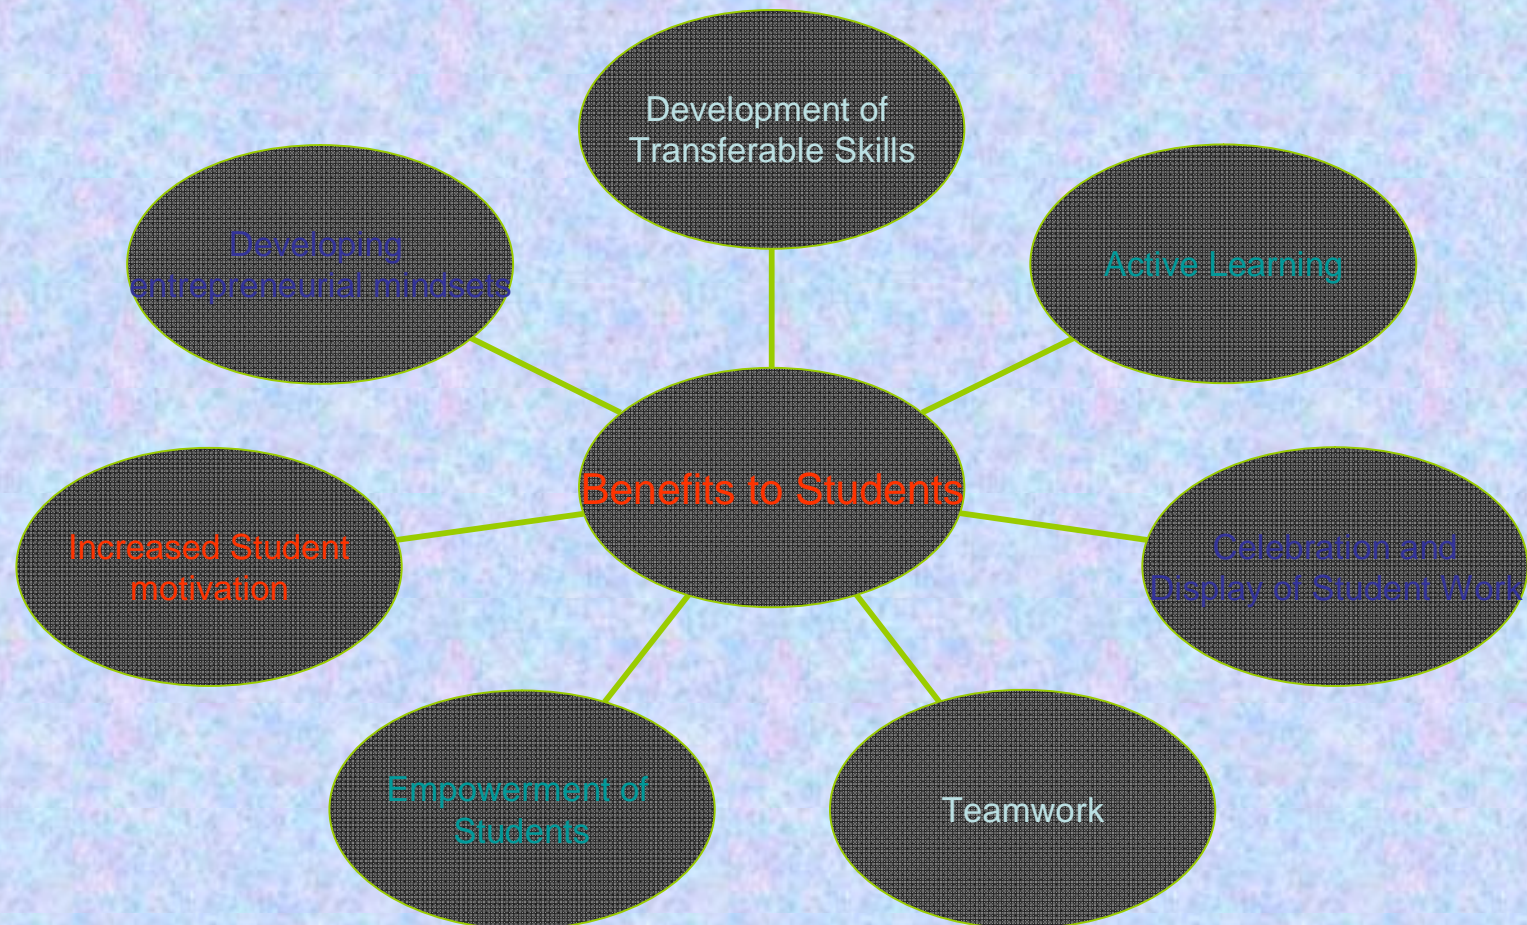 Development of
Transferable Skills
Developing
entrepreneurial mindsets
Active Learning
Benefits to Students
Increased Student
motivation
Celebration and
Display of Student Work
Empowerment of
Students
Teamwork